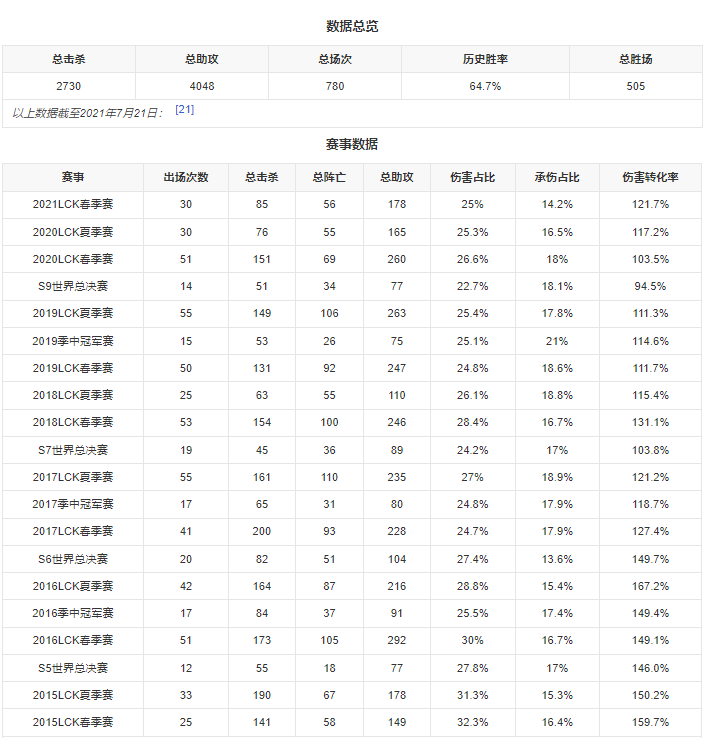 数据总览
总击杀 总助攻 总场次 历史胜率 总胜场
2730 4048 780 64.7% 505
以上数据截至2021年7月21日： [21]
赛事数据
赛事 出场次数 总击杀 总阵亡 总助攻 伤害占比 承伤占比 伤害转化率
2021LCK春季赛 30 85 56 178 25% 14.2% 121.7%
2020LCK夏季赛 30 76 55 165 25.3% 16.5% 117.2%
2020LCK春季赛 51 151 69 260 26.6% 18% 103.5%
S9世界总决赛 14 51 34 77 22.7% 18.1% 94.5%
2019LCK夏季赛 55 149 106 263 25.4% 17.8% 111.3%
2019季中冠军赛 15 53 26 75 25.1% 21% 114.6%
2019LCK春季赛 50 131 92 247 24.8% 18.6% 111.7%
2018LCK夏季赛 25 63 55 110 26.1% 18.8% 115.4%
2018LCK春季赛 53 154 100 246 28.4% 16.7% 131.1%
S7世界总决赛 19 45 36 89 24.2% 17% 103.8%
2017LCK夏季赛 55 161 110 235 27% 18.9% 121.2%
2017季中冠军赛 17 65 31 80 24.8% 17.9% 118.7%
2017LCK春季赛 41 200 93 228 24.7% 17.9% 127.4%
S6世界总决赛 20 82 51 104 27.4% 13.6% 149.7%
2016LCK夏季赛 42 164 87 216 28.8% 15.4% 167.2%
2016季中冠军赛 17 84 37 91 25.5% 17.4% 149.4%
2016LCK春季赛 51 173 105 292 30% 16.7% 149.1%
S5世界总决赛 12 55 18 77 27.8% 17% 146.0%
2015LCK夏季赛 33 190 67 178 31.3% 15.3% 150.2%
2015LCK春季赛 25 141 58 149 32.3% 16.4% 159.7%